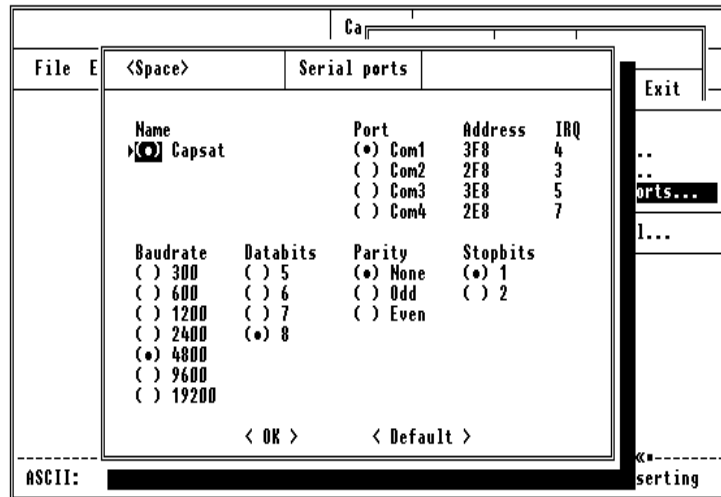 Ca
File E <Space> Serial ports
Exit
Name Port Address IRQ
(•) Capsat (•) Com1 3F8 4
( ) Com2 2F8 3
( ) Com3 3E8 5
( ) Com4 2E8 7
orts...
l...
Baudrate Databits Parity Stopbits
( ) 300 ( ) 5 (•) None (•) 1
( ) 600 ( ) 6 ( ) Odd ( ) 2
( ) 1200 ( ) 7 ( ) Even
( ) 2400 (•) 8
(•) 4800
( ) 9600
( ) 19200
< OK > < Default >
ASCII: serting